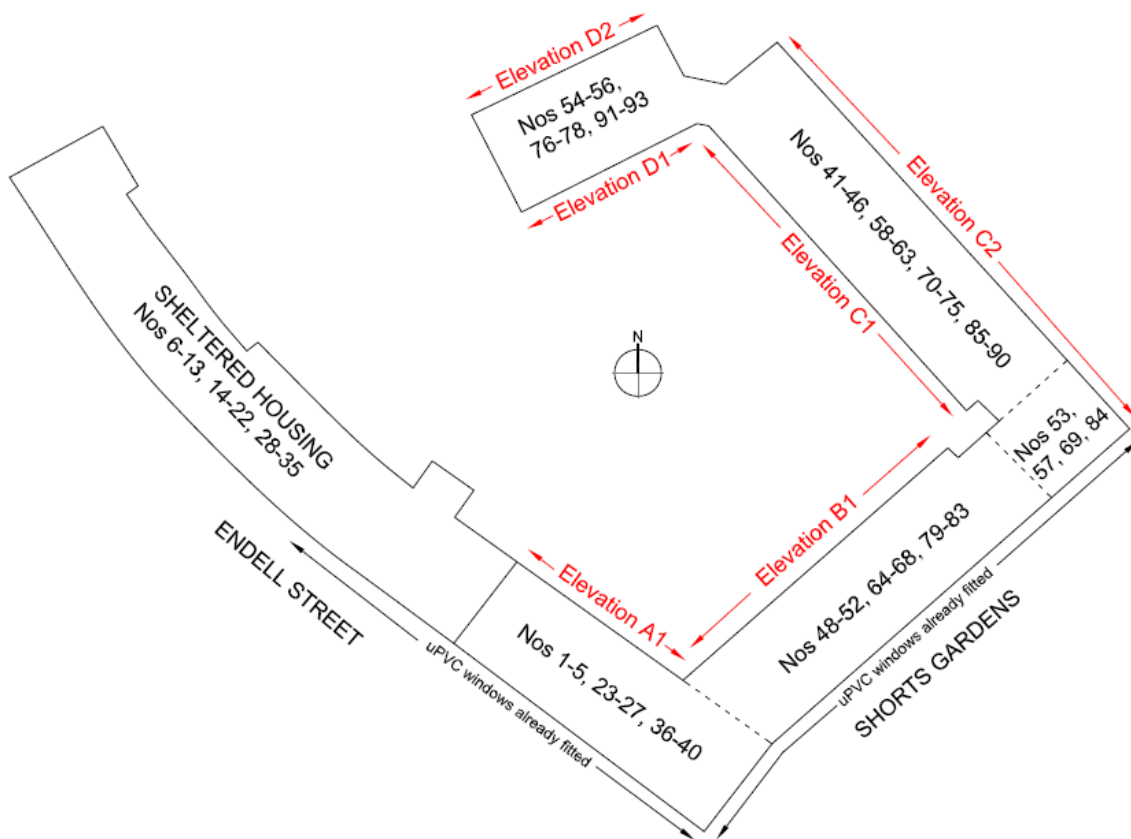 Elevation D2
Nos 54-56,
76-78, 91-93
Elevation D1
Nos 41-46, 58-63, 70-75, 85-90
Elevation C2
Elevation C1
N
SHELTERED HOUSING
Nos 6-13, 14-22, 28-35
Nos 53,
57, 69, 84
Elevation B1
Nos 48-52, 64-68, 79-83
uPVC windows already fitted
SHORTS GARDENS
Elevation A1
Nos 1-5, 23-27, 36-40
uPVC windows already fitted
ENDELL STREET